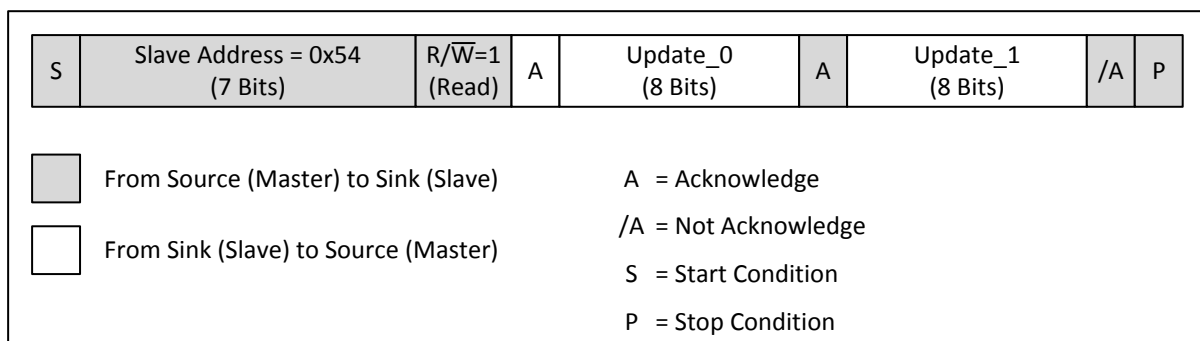 S
Slave Address = 0x54
(7 Bits)
R/W̅=1
(Read)
A
Update_0
(8 Bits)
A
Update_1
(8 Bits)
/A
P
From Source (Master) to Sink (Slave)
From Sink (Slave) to Source (Master)
A = Acknowledge
/A = Not Acknowledge
S = Start Condition
P = Stop Condition